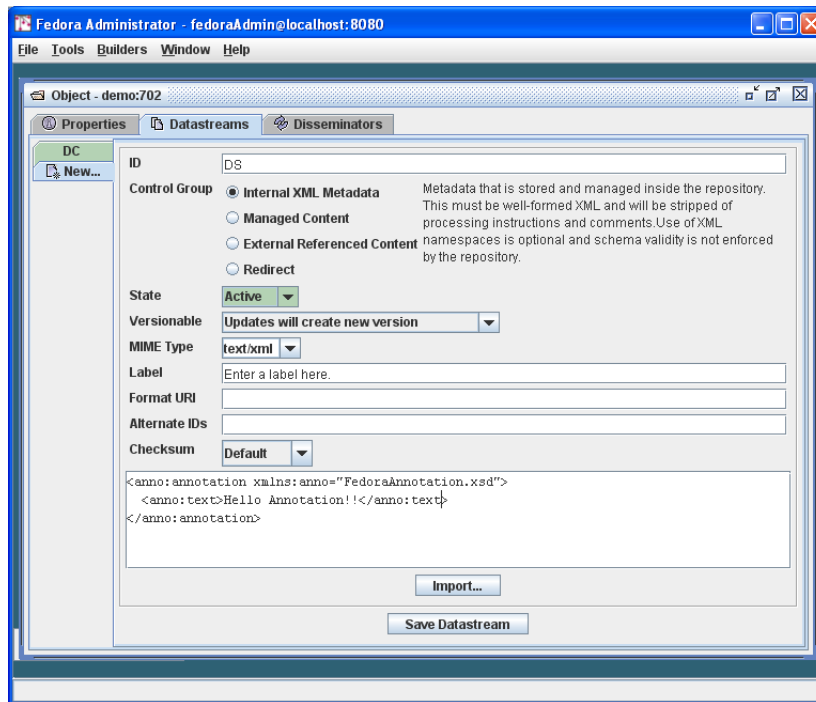 Fedora Administrator - fedoraAdmin@localhost:8080
File Tools Builders Window Help
Object - demo:702
Properties Datastreams Disseminators
DC
New...
ID DS
Control Group
Internal XML Metadata
Managed Content
External Referenced Content
Redirect
Metadata that is stored and managed inside the repository.
This must be well-formed XML and will be stripped of
processing instructions and comments.Use of XML
namespaces is optional and schema validity is not enforced
by the repository.
State Active
Versionable Updates will create new version
MIME Type text/xml
Label Enter a label here.
Format URI
Alternate IDs
Checksum Default
<anno:annotation xmlns:anno="FedoraAnnotation.xsd">
<anno:text>Hello Annotation!!</anno:text>
</anno:annotation>
Import...
Save Datastream